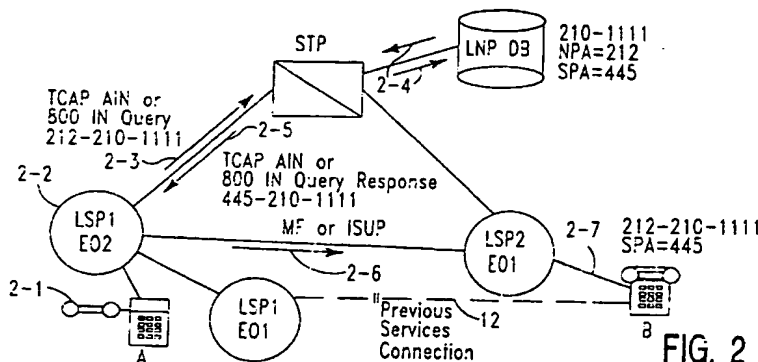 STP
LNP DB
210-1111
NPA=212
SPA=445
2-4
TCAP AIN or
800 IN Query
212-210-1111
2-3
2-5
TCAP AIN or
800 IN Query Response
445-210-1111
2-2
LSP1
EO2
MF or ISUP
2-6
LSP2
EO1
2-7
212-210-1111
SPA=445
2-1
A
LSP1
EO1
12
Previous
Services
Connection
B
FIG. 2